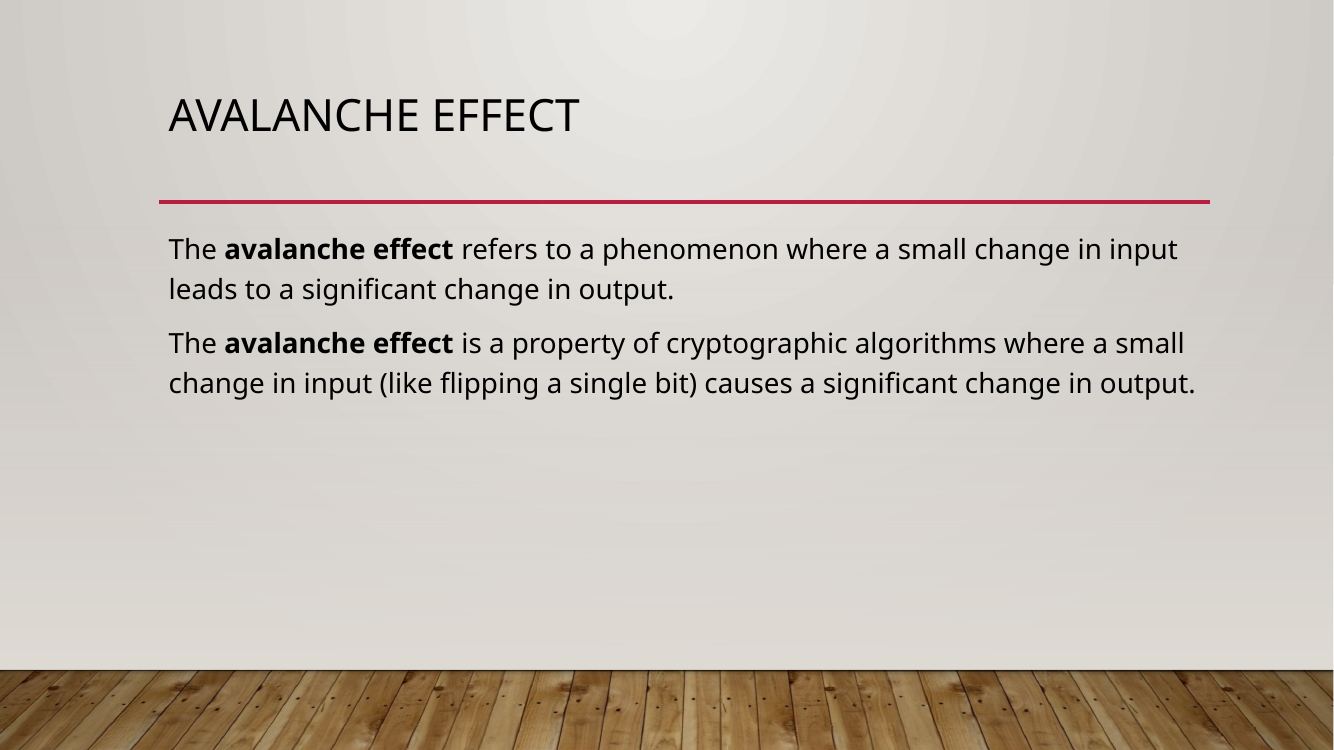 AVALANCHE EFFECT
The avalanche effect refers to a phenomenon where a small change in input
leads to a significant change in output.
The avalanche effect is a property of cryptographic algorithms where a small
change in input (like flipping a single bit) causes a significant change in output.